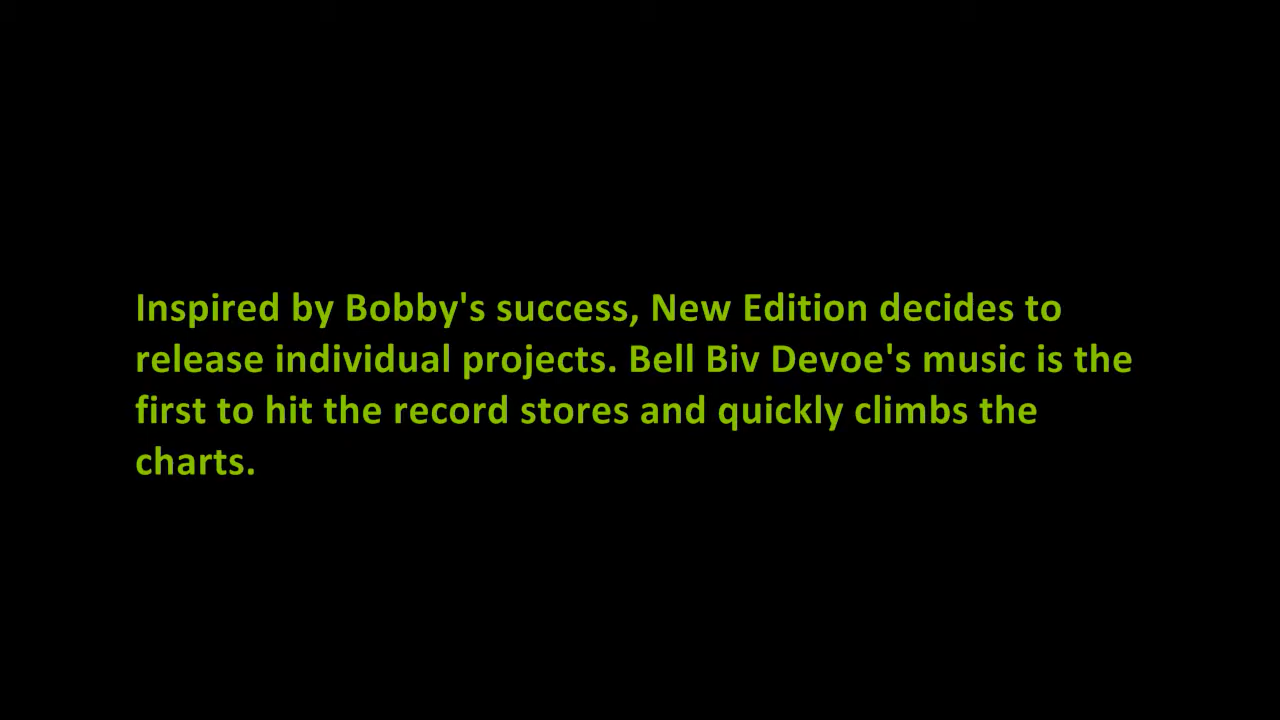 Inspired by Bobby's success, New Edition decides to
release individual projects. Bell Biv Devoe's music is the
first to hit the record stores and quickly climbs the
charts.